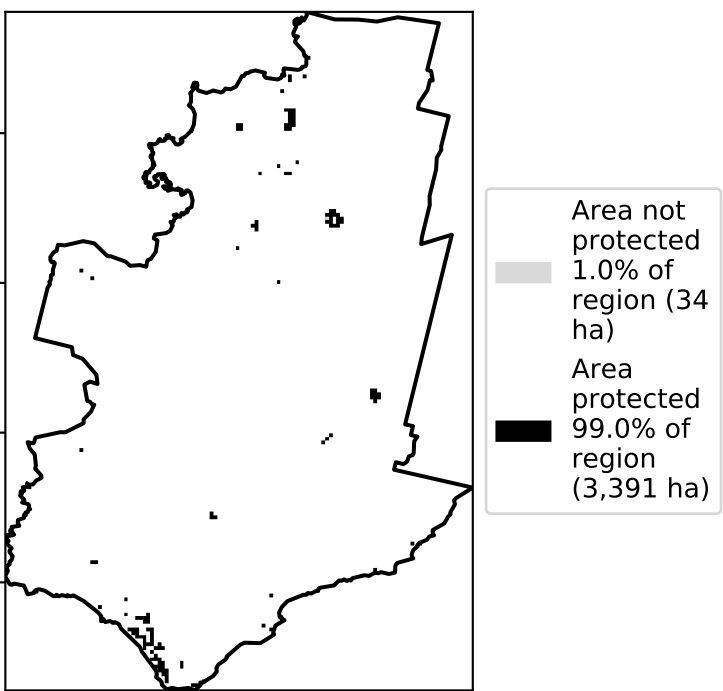 Area not
protected
1.0% of
region (34
ha)
Area
protected
99.0% of
region
(3,391 ha)